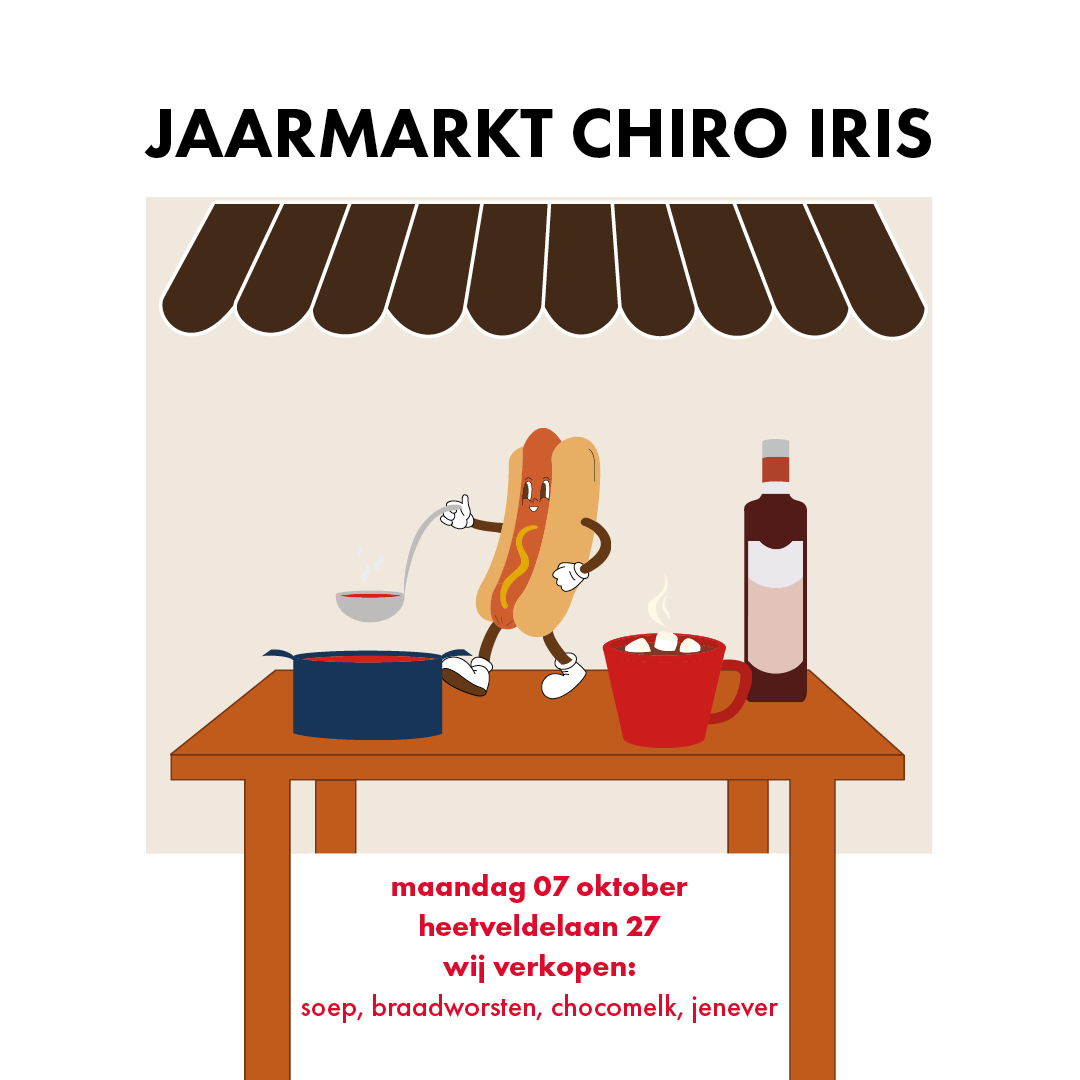 JAARMARKT CHIRO IRIS
maandag 07 oktober
heetveldelaan 27
wij verkopen:
soep, braadworsten, chocomelk, jenever